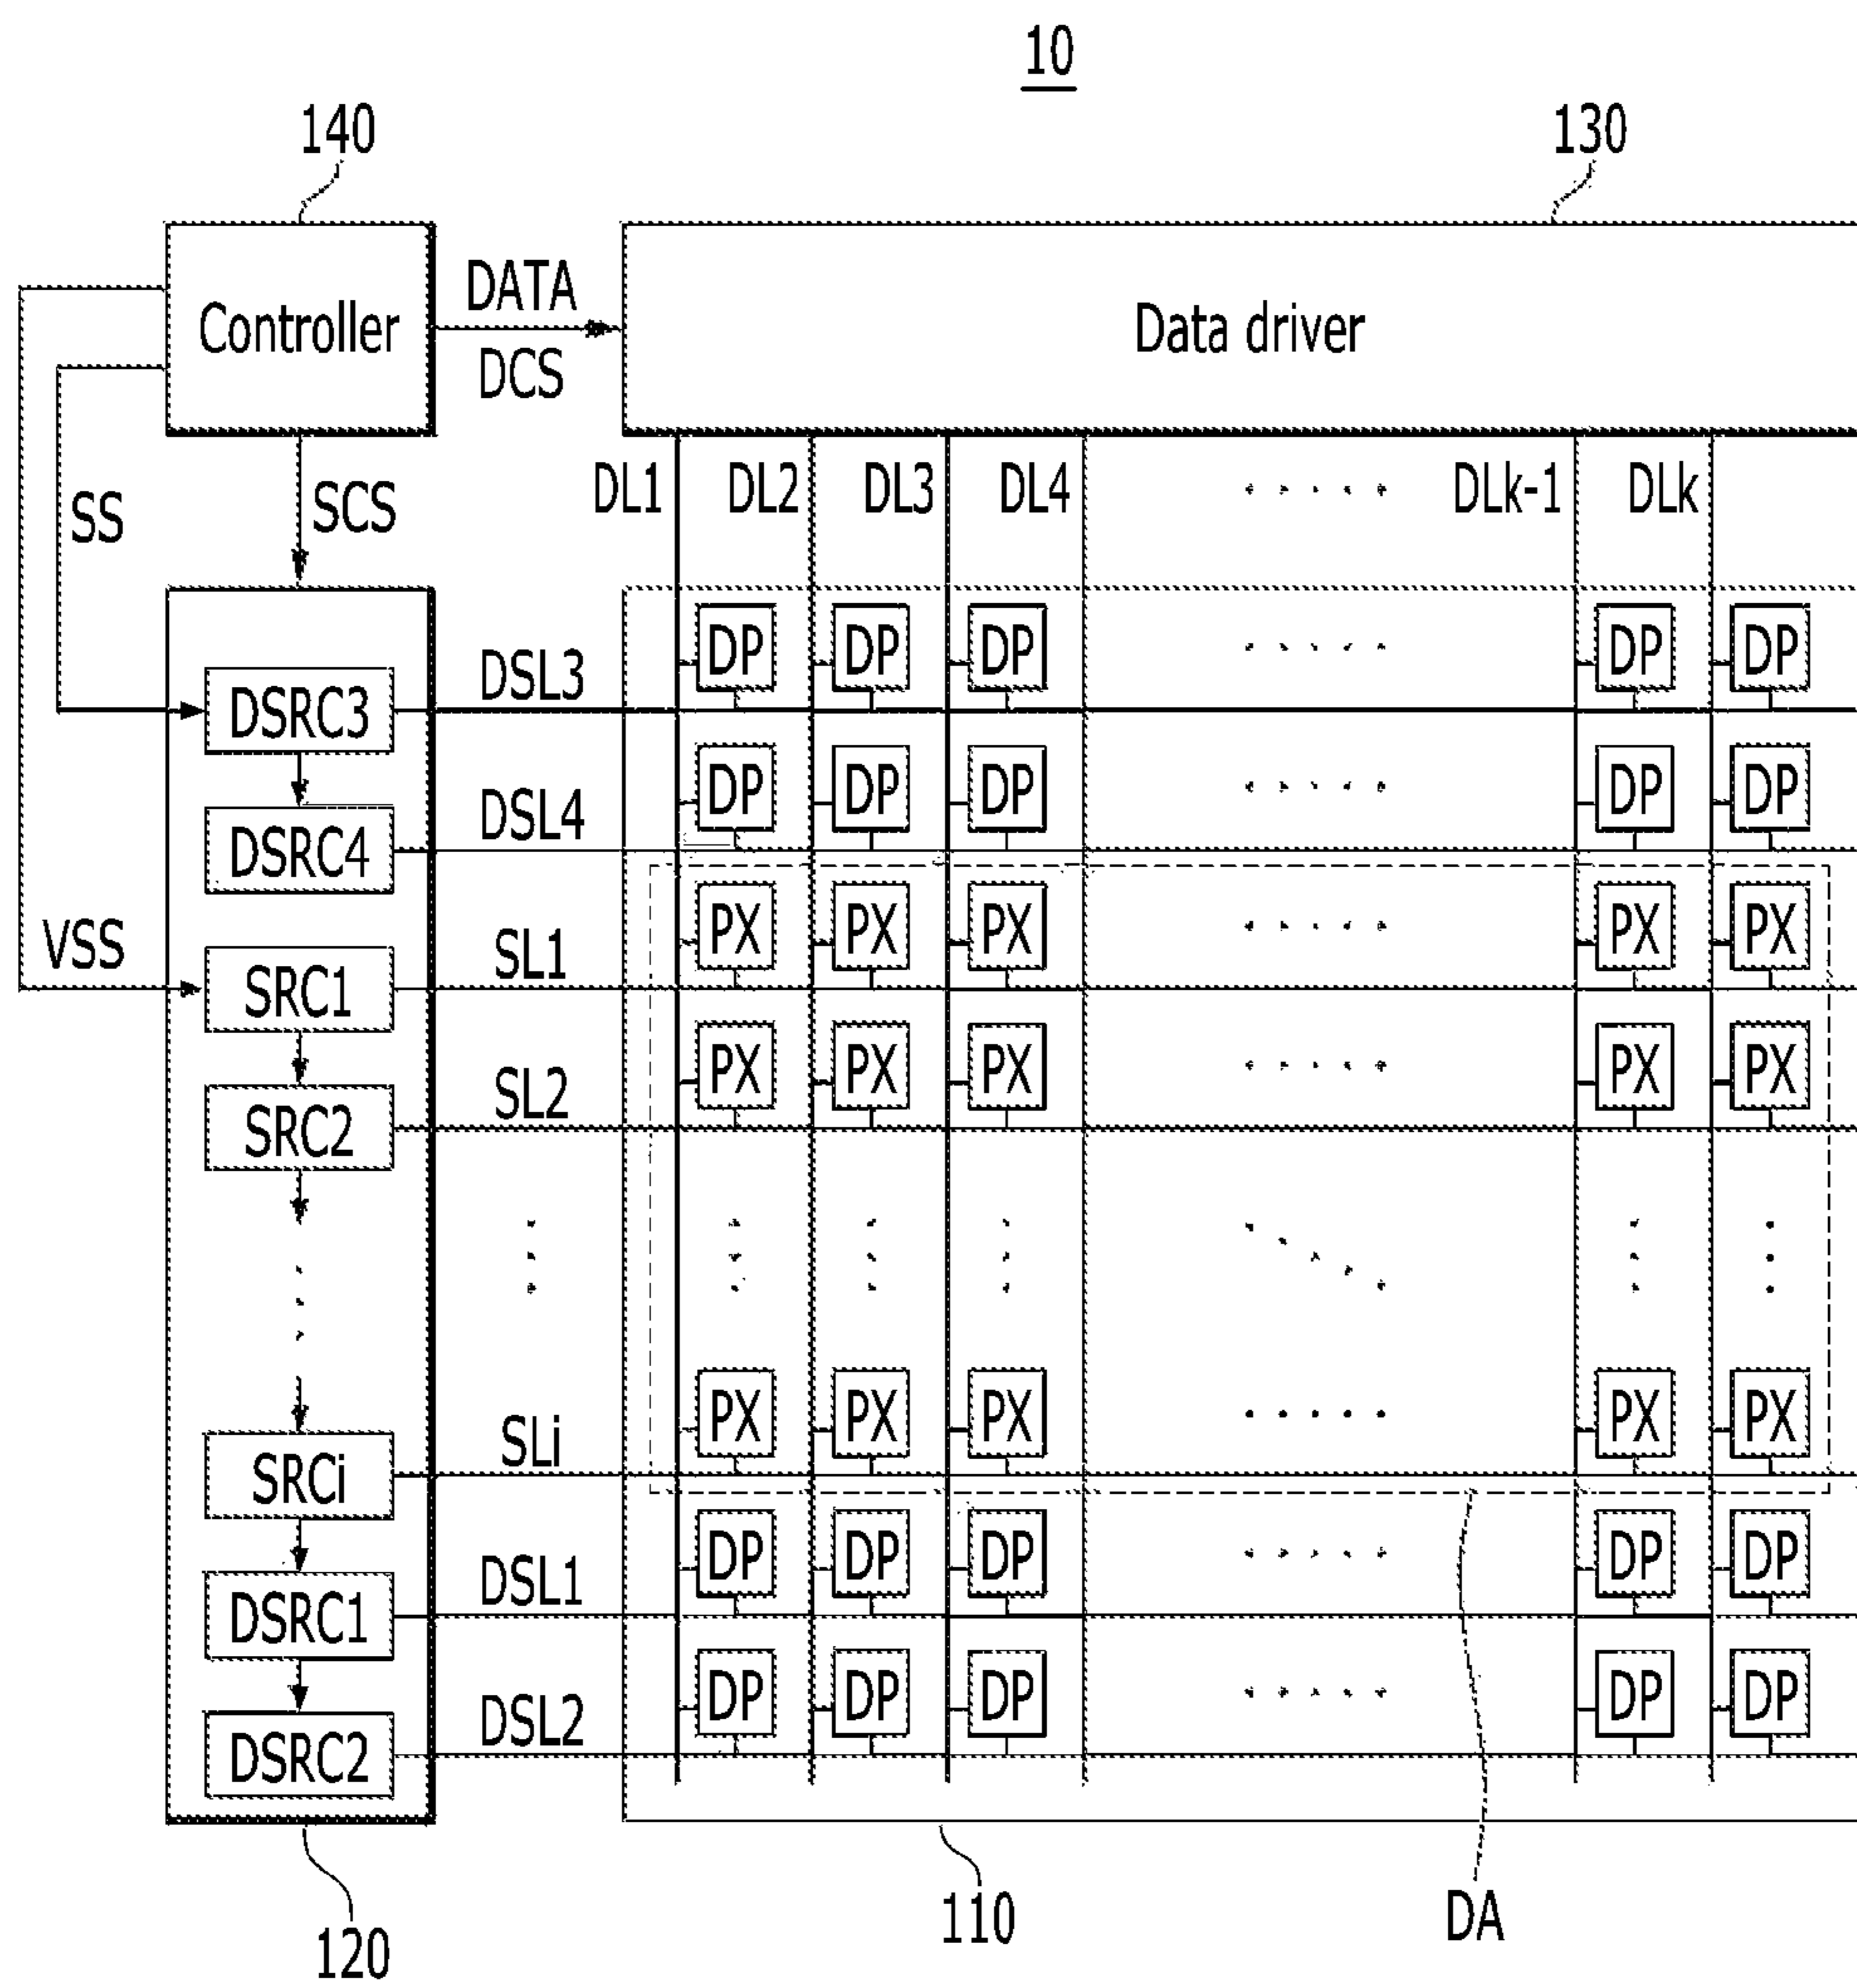 10
140
130
Controller
DATA
DCS
Data driver
SS
SCS
DL1
DL2
DL3
DL4
DLk-1
DLk
DSRC3
DSL3
DP DP DP DP DP
DSRC4
DSL4
DP DP DP DP DP
VSS
SRC1
SL1
PX PX PX PX PX
SRC2
SL2
PX PX PX PX PX
SRCi
SLi
PX PX PX PX PX
DSRC1
DSL1
DP DP DP DP DP
DSRC2
DSL2
DP DP DP DP DP
120
110
DA